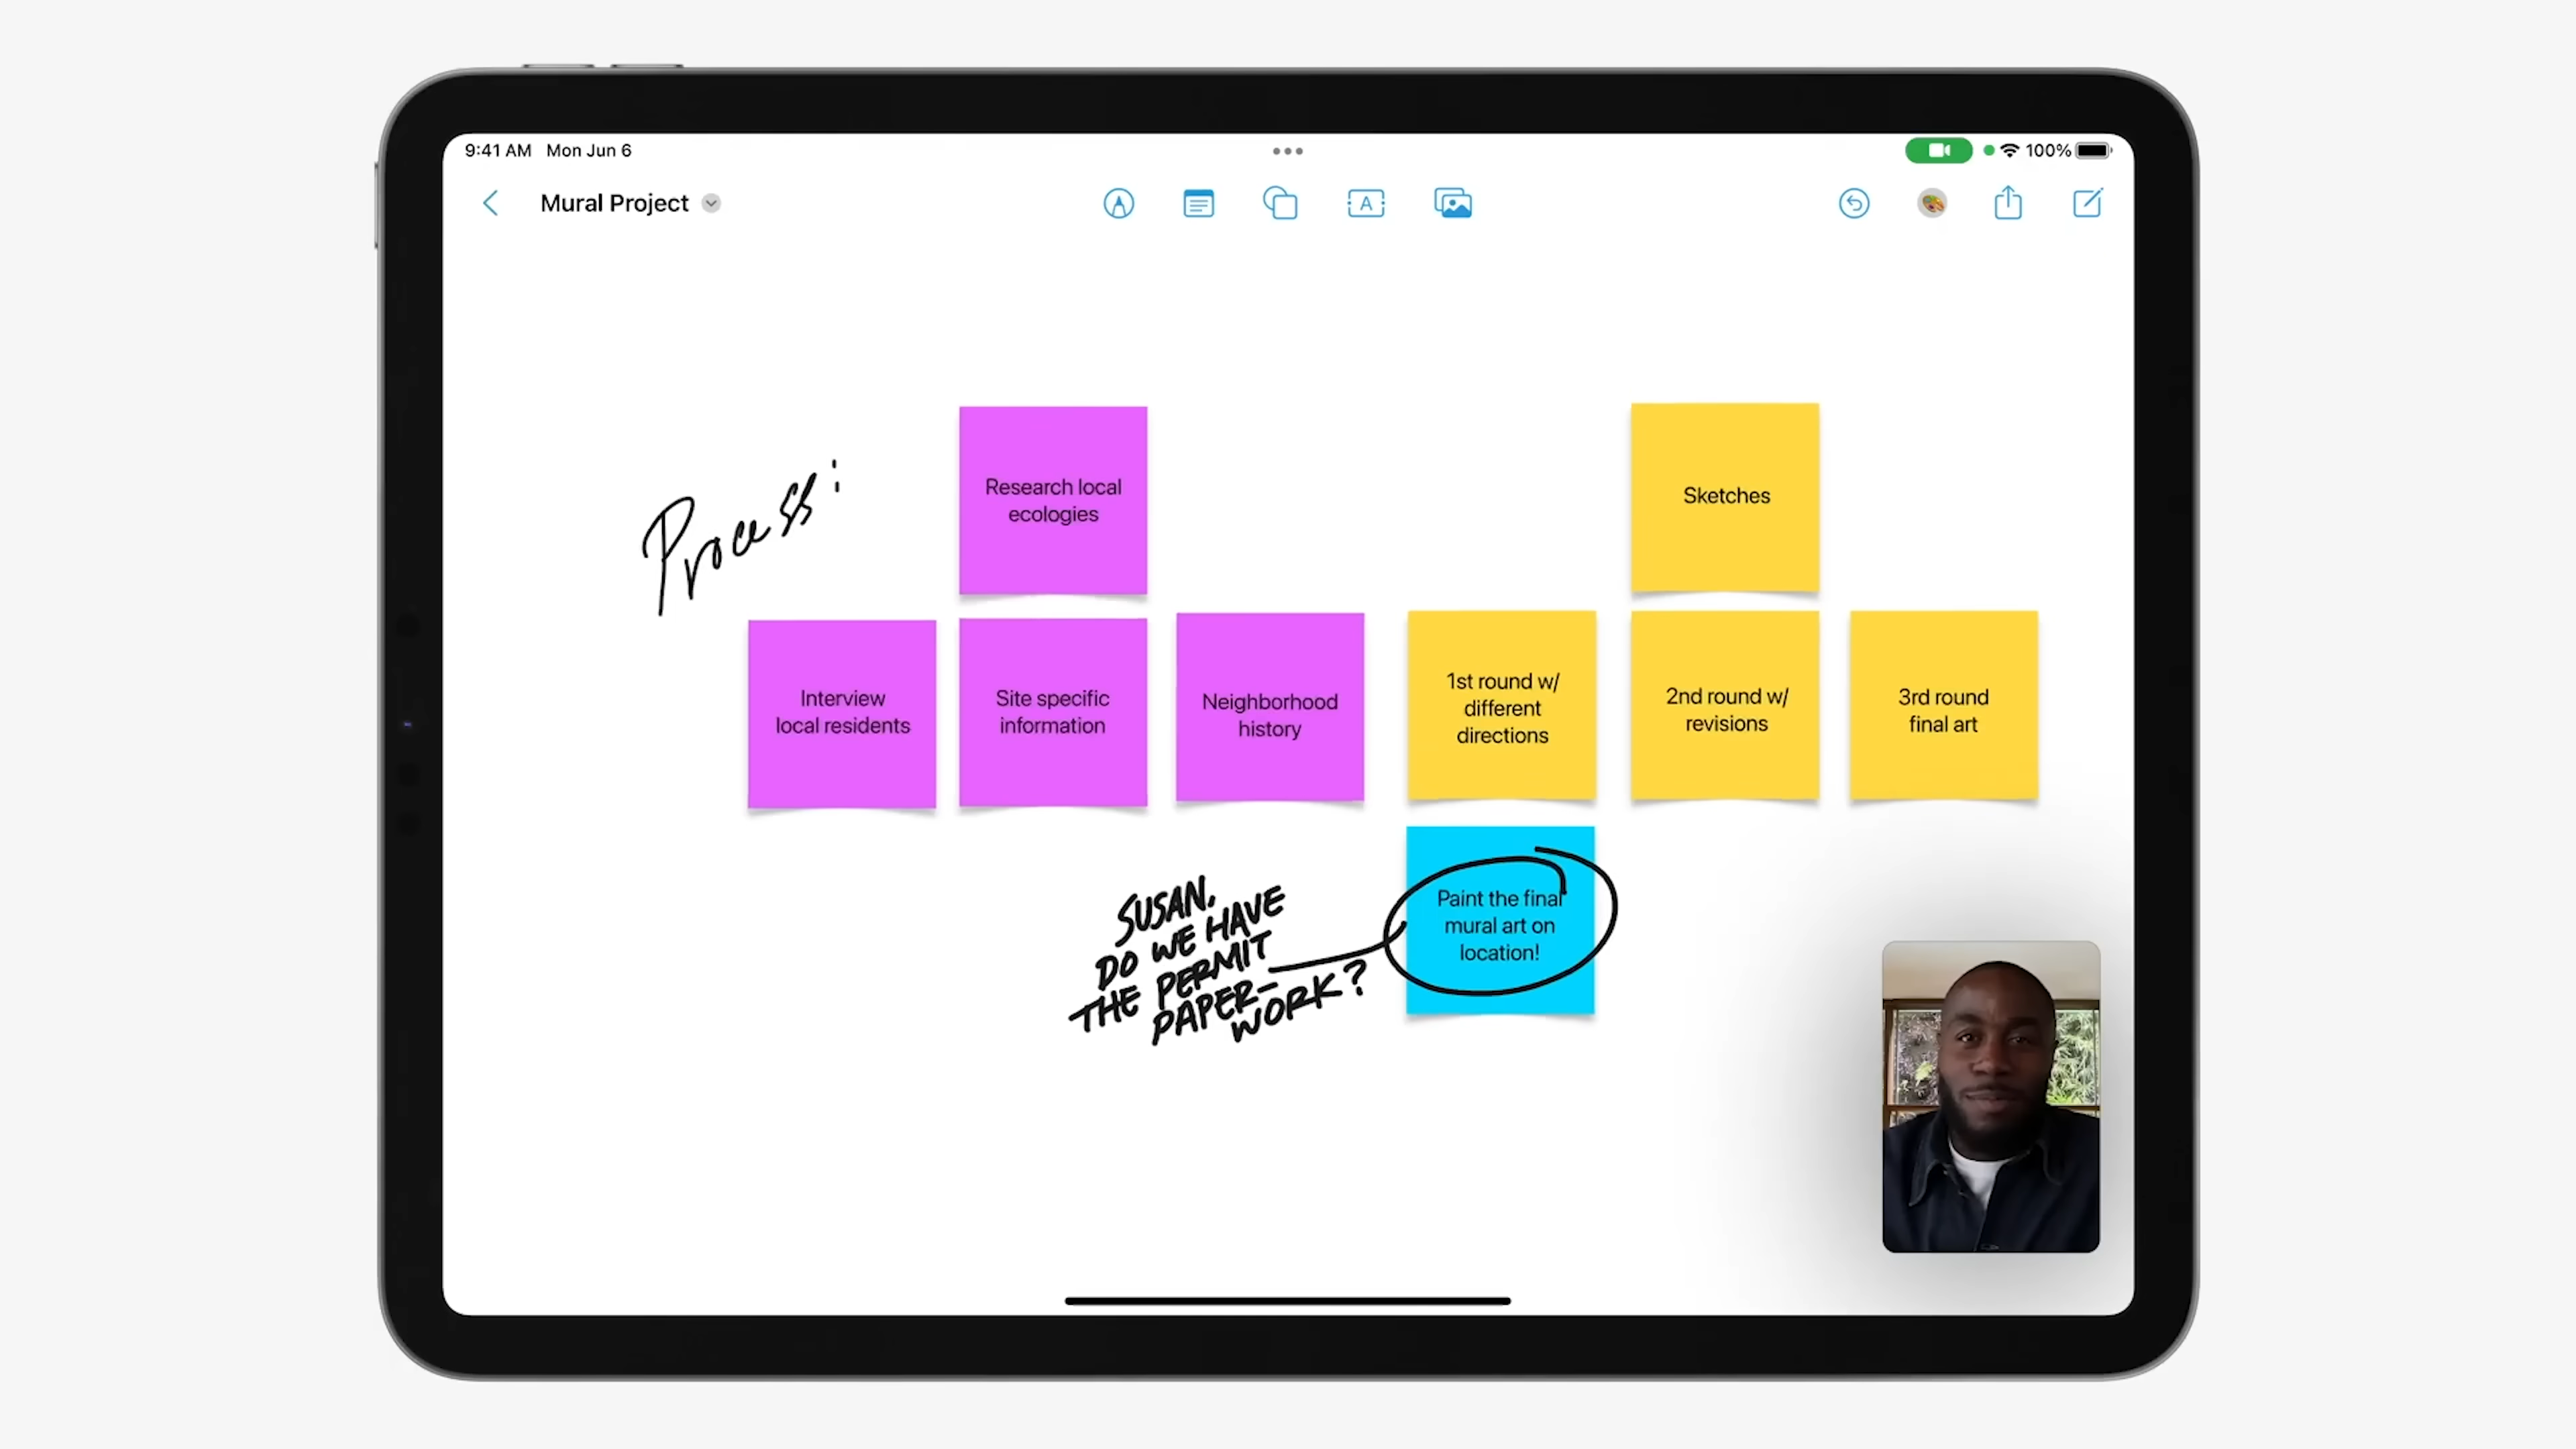 9:41 AM Mon Jun 6
100%
Mural Project
A
Process:
Research local
ecologies
Sketches
Interview
local residents
Site specific
information
Neighborhood
history
1st round w/
different
directions
2nd round w/
revisions
3rd round
final art
SUSAN,
DO WE HAVE
THE PERMIT
PAPER-
WORK?
Paint the final
mural art on
location!